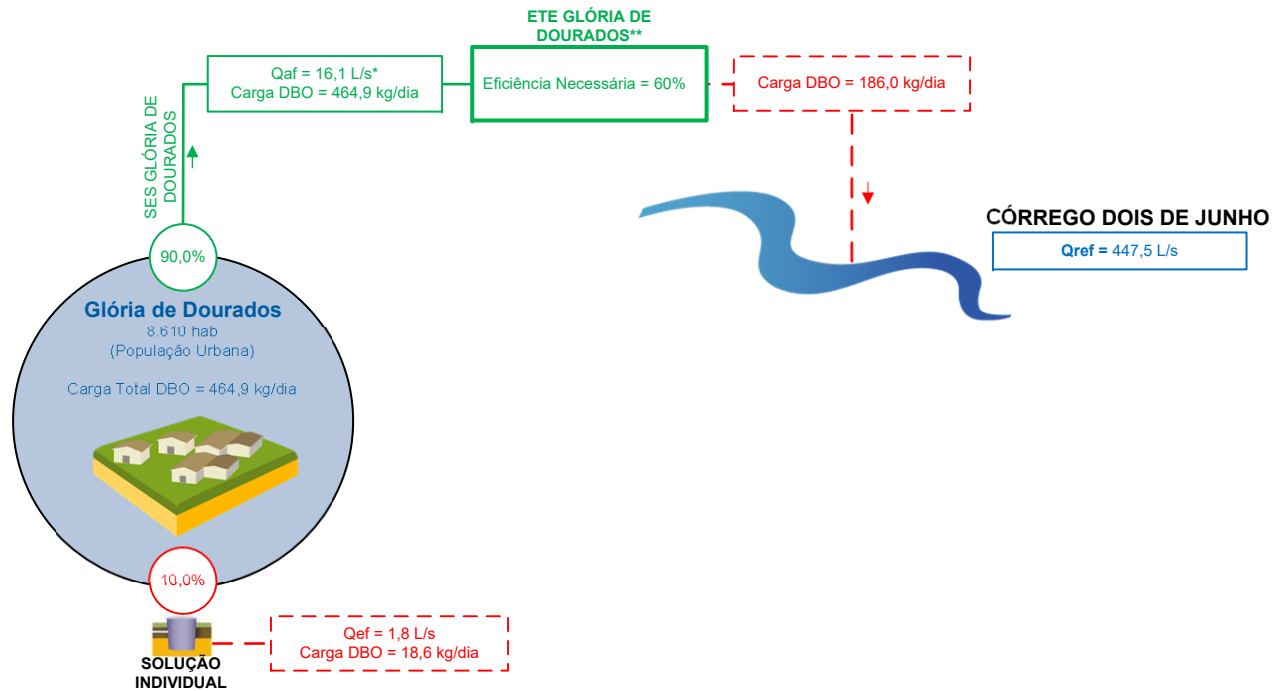 ETE GLÓRIA DE
DOURADOS**
Qaf = 16,1 L/s*
Carga DBO = 464,9 kg/dia
Eficiência Necessária = 60%
Carga DBO = 186,0 kg/dia
SES GLÓRIA DE
DOURADOS
CÓRREGO DOIS DE JUNHO
Qref = 447,5 L/s
90,0%
Glória de Dourados
8.610 hab
(População Urbana)
Carga Total DBO = 464,9 kg/dia
10,0%
Qef = 1,8 L/s
Carga DBO = 18,6 kg/dia
SOLUÇÃO
INDIVIDUAL